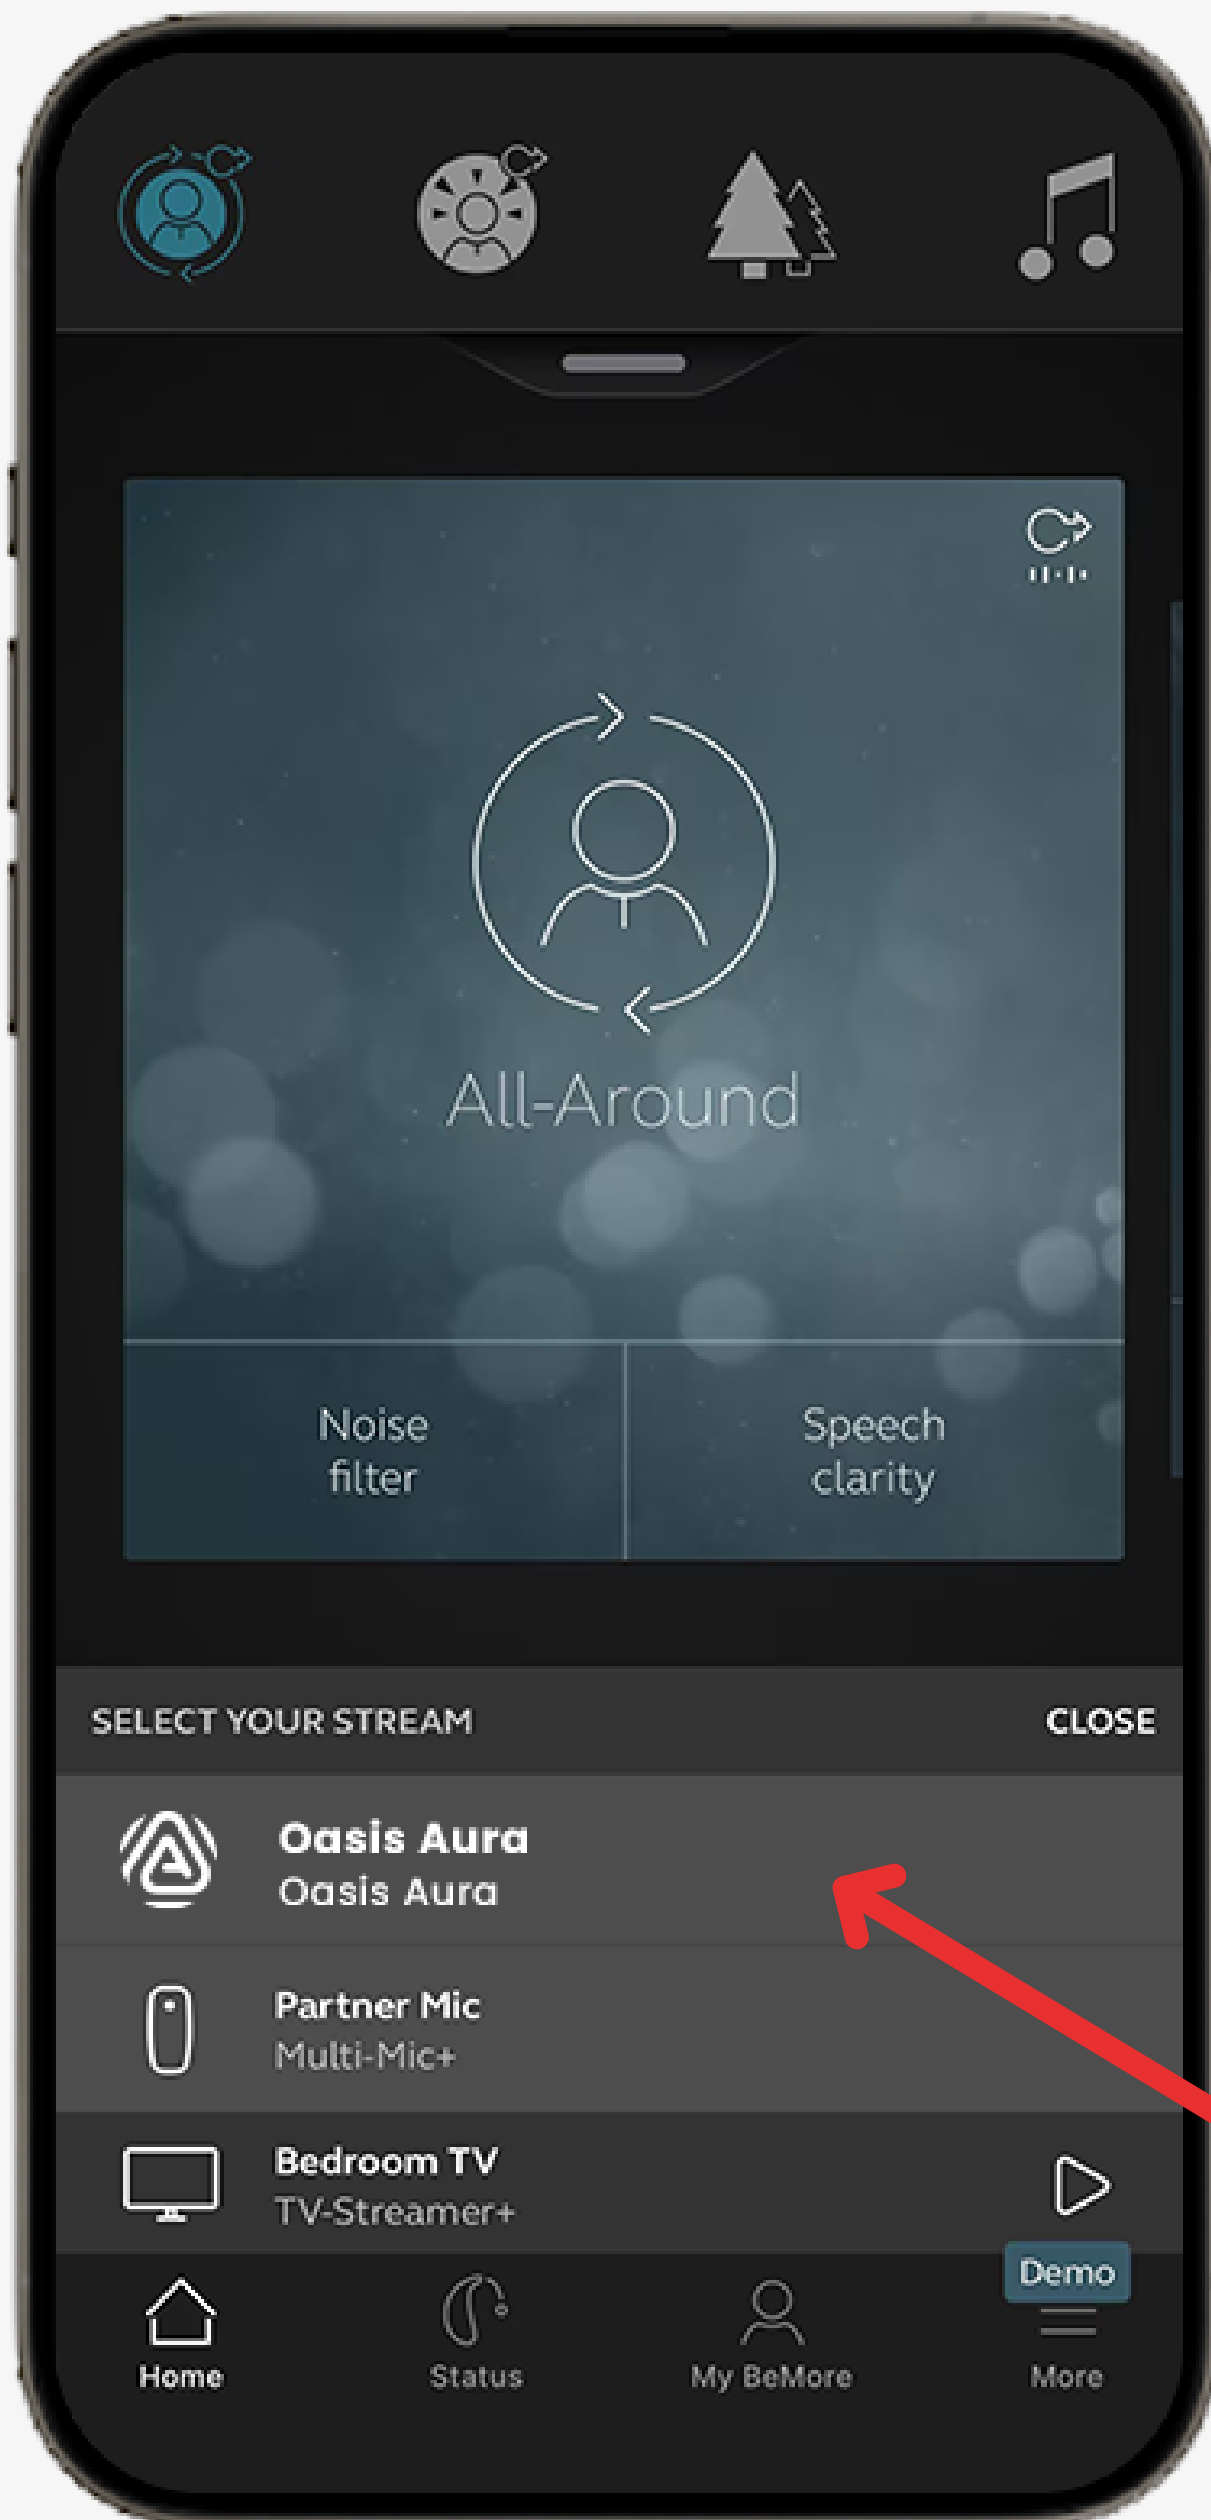 All-Around
Noise
filter
Speech
clarity
SELECT YOUR STREAM
CLOSE
Oasis Aura
Oasis Aura
Partner Mic
Multi-Mic+
Bedroom TV
TV-Streamer+
Demo
Home
Status
My BeMore
More